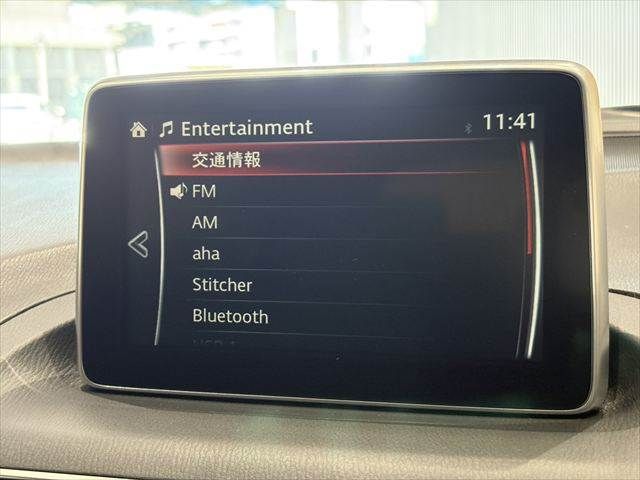 Entertainment 11:41
交通情報
FM
AM
aha
Stitcher
Bluetooth